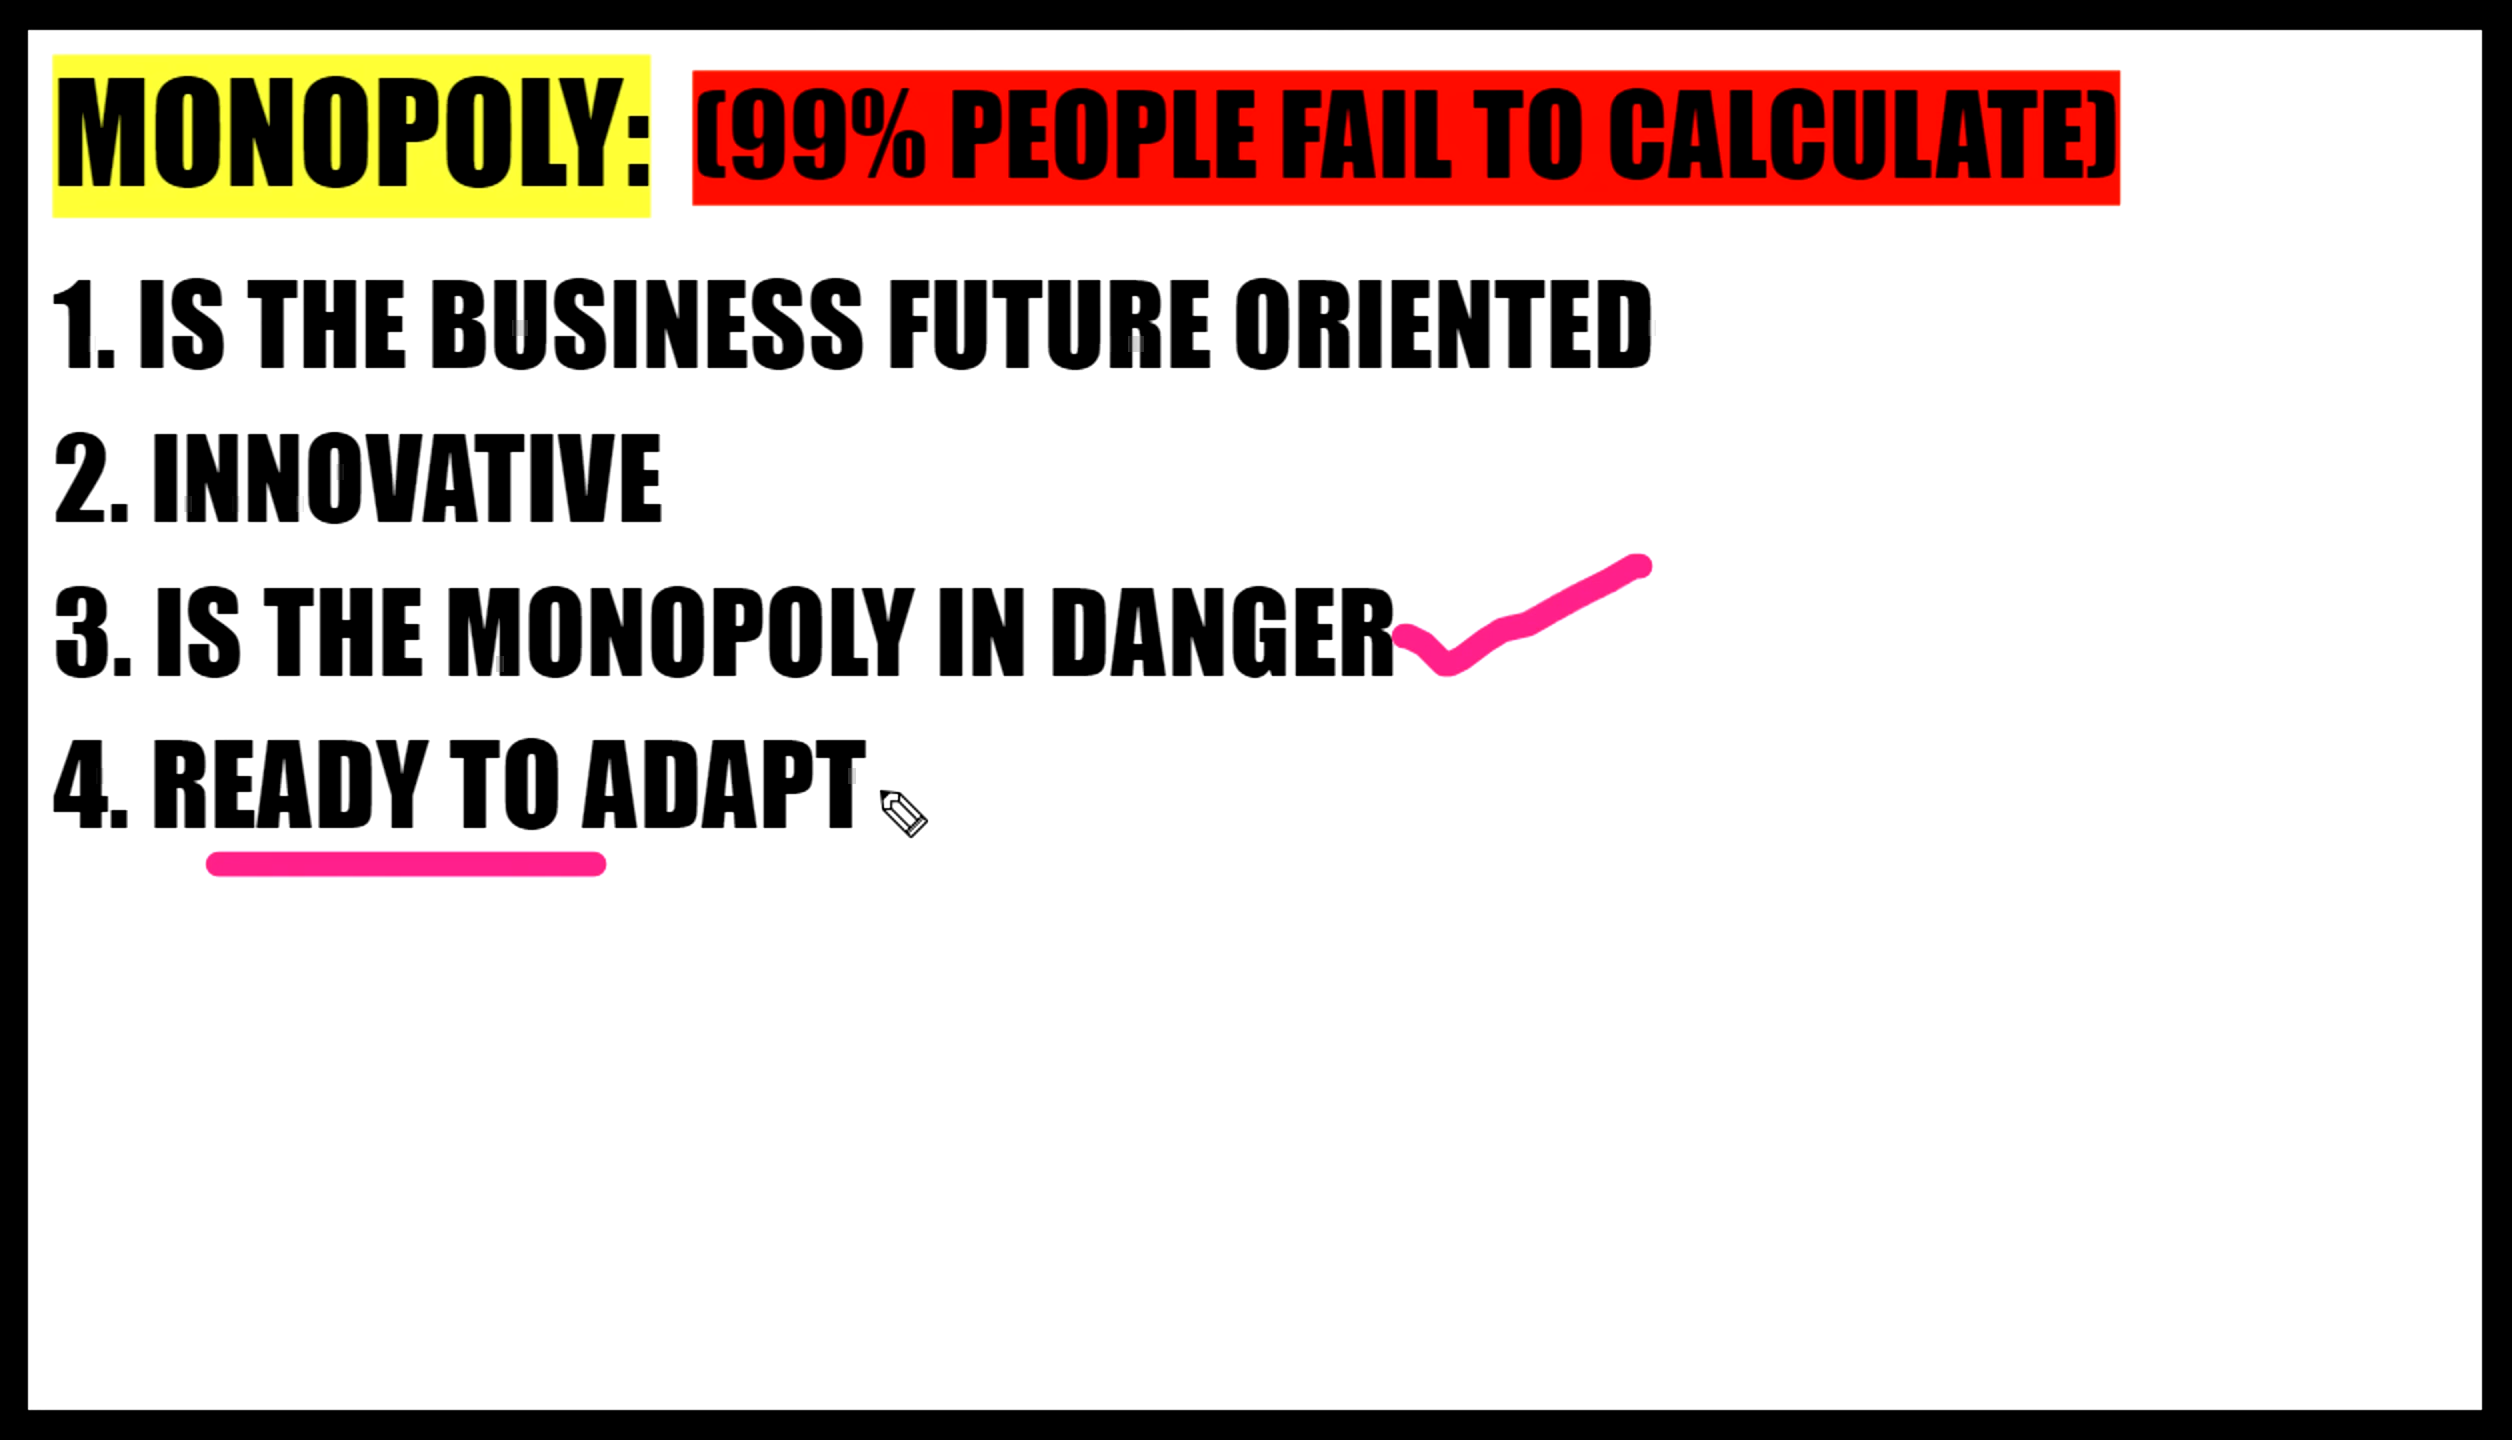 MONOPOLY: (99% PEOPLE FAIL TO CALCULATE)
1. IS THE BUSINESS FUTURE ORIENTED
2. INNOVATIVE
3. IS THE MONOPOLY IN DANGER
4. READY TO ADAPT